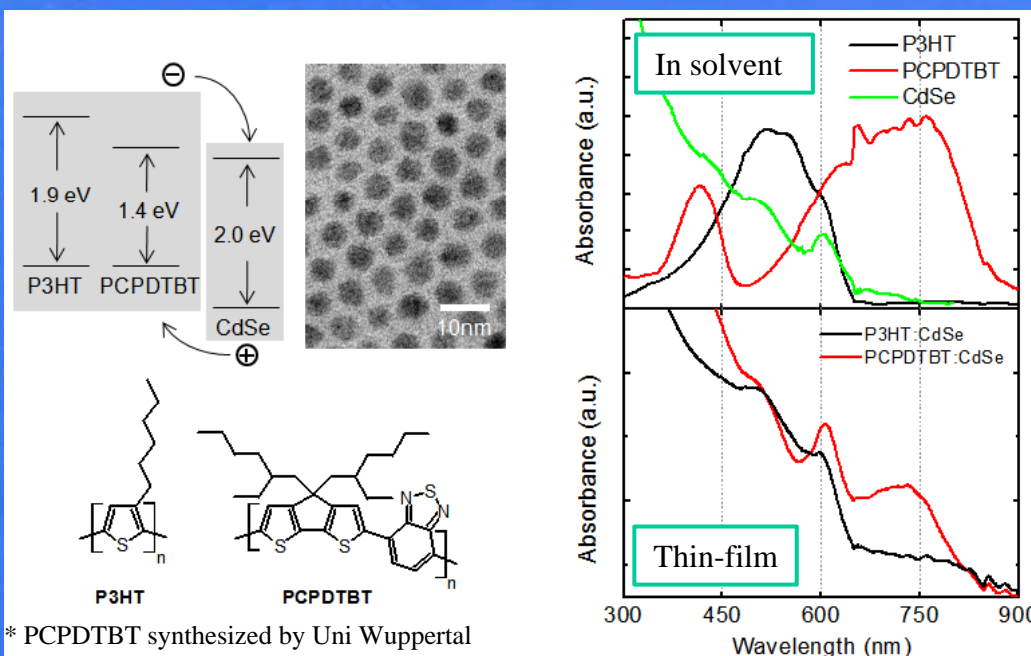 ⊖
1.9 eV
1.4 eV
2.0 eV
P3HT PCPDTBT
CdSe
⊕
10nm
S
n
P3HT
S
S
N
S
N
n
PCPDTBT
* PCPDTBT synthesized by Uni Wuppertal
In solvent
P3HT
PCPDTBT
CdSe
Absorbance (a.u.)
P3HT:CdSe
PCPDTBT:CdSe
Absorbance (a.u.)
Thin-film
300 450 600 750 900
Wavelength (nm)